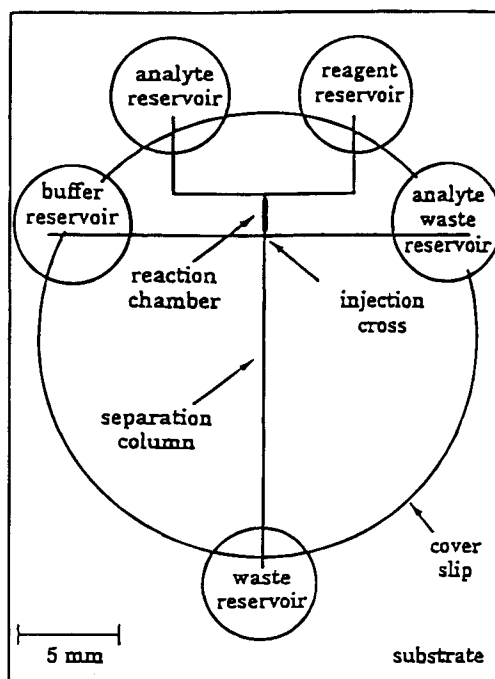 analyte
reservoir
reagent
reservoir
buffer
reservoir
analyte
waste
reservoir
reaction
chamber
injection
cross
separation
column
cover
slip
waste
reservoir
5 mm
substrate